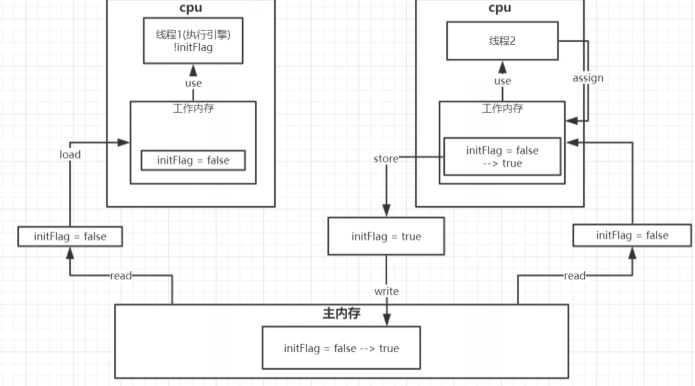 cpu
线程1(执行引擎)
!initFlag
use
工作内存
initFlag = false
load
initFlag = false
read
cpu
线程2
use
assign
工作内存
initFlag = false
--> true
store
initFlag = true
write
initFlag = false
read
主内存
initFlag = false --> true